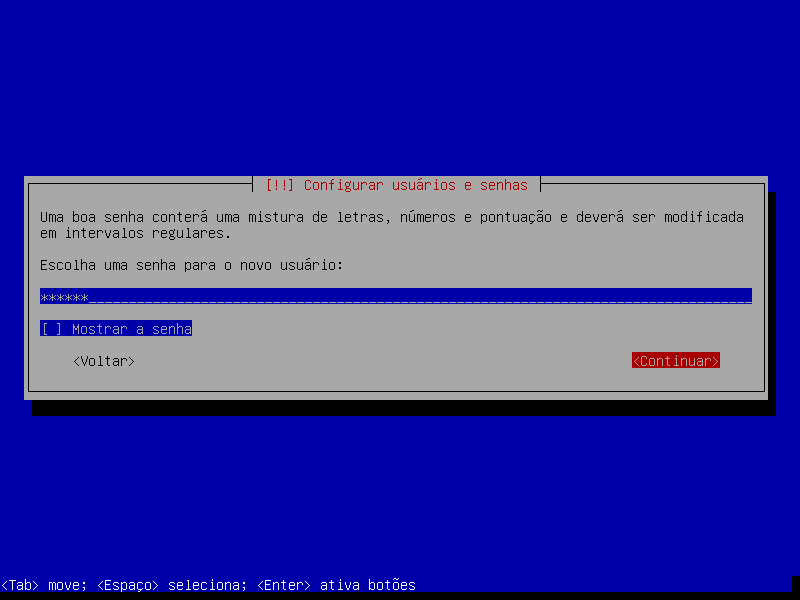 [!!] Configurar usuários e senhas
Uma boa senha conterá uma mistura de letras, números e pontuação e deverá ser modificada
em intervalos regulares.
Escolha uma senha para o novo usuário:
******
[ ] Mostrar a senha
<Voltar> <Continuar>
<Tab> move; <Espaço> seleciona; <Enter> ativa botões